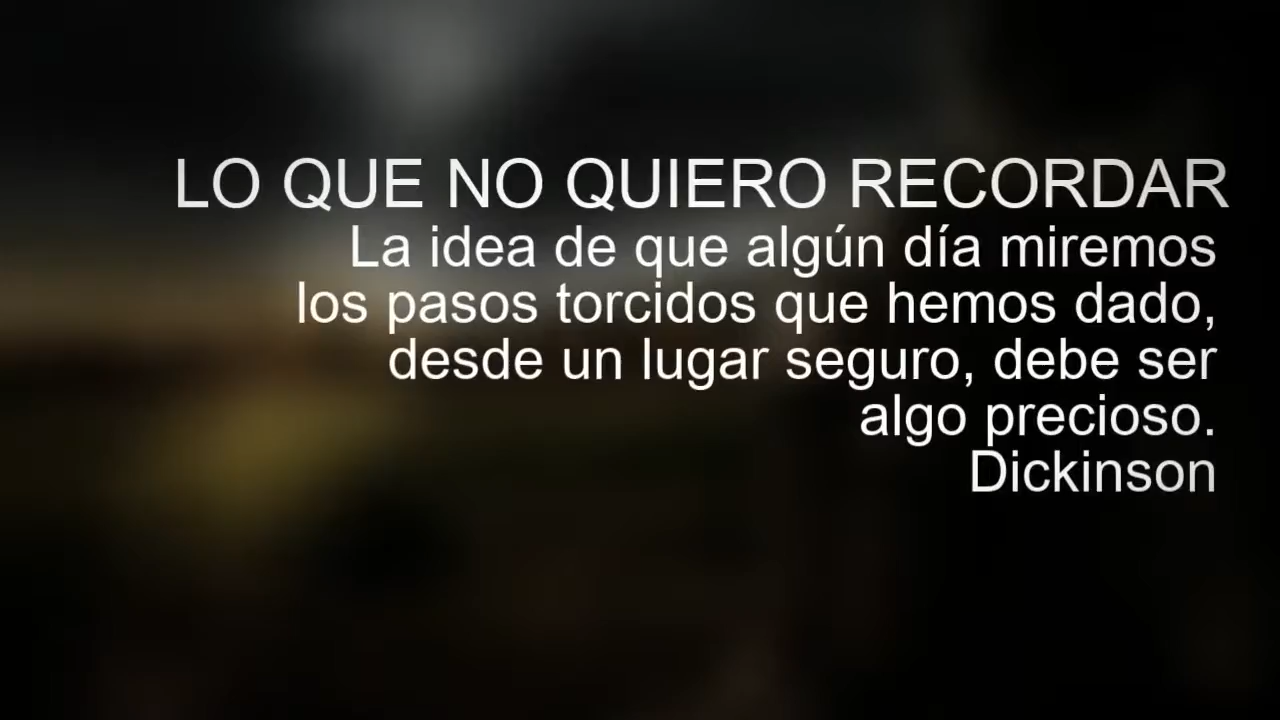 LO QUE NO QUIERO RECORDAR
La idea de que algún día miremos
los pasos torcidos que hemos dado,
desde un lugar seguro, debe ser
algo precioso.
Dickinson